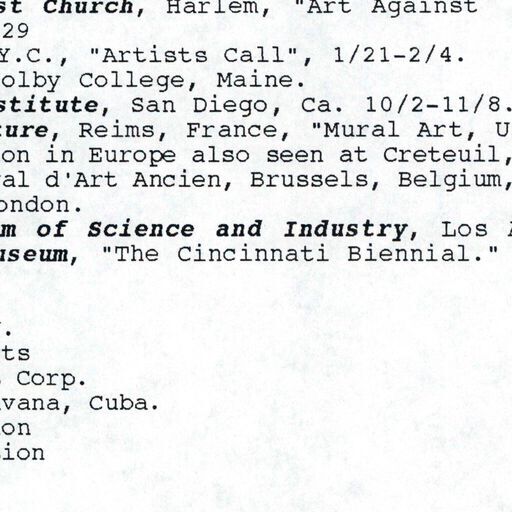 st Church, Harlem, "Art Against
29
Y.C., "Artists Call", 1/21-2/4.
olby College, Maine.
stitute, San Diego, Ca. 10/2-11/8.
ture, Reims, France, "Mural Art, U
on in Europe also seen at Creteuil,
al d'Art Ancien, Brussels, Belgium,
ondon.
m of Science and Industry, Los A
useum, "The Cincinnati Biennial."
.
ts
Corp.
vana, Cuba.
on
ion